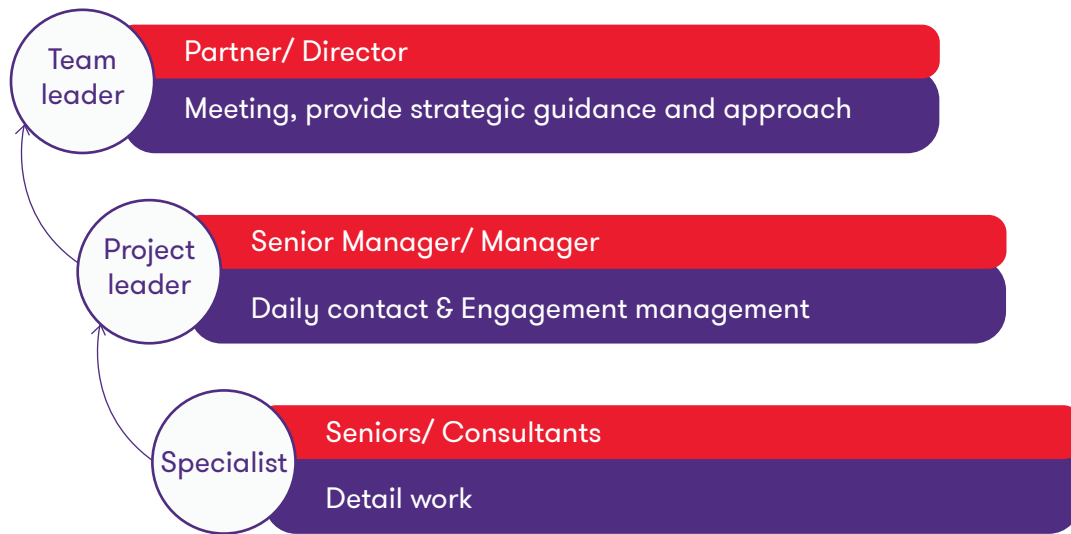 Team
leader
Partner/ Director
Meeting, provide strategic guidance and approach
Project
leader
Senior Manager/ Manager
Daily contact & Engagement management
Specialist
Seniors/ Consultants
Detail work